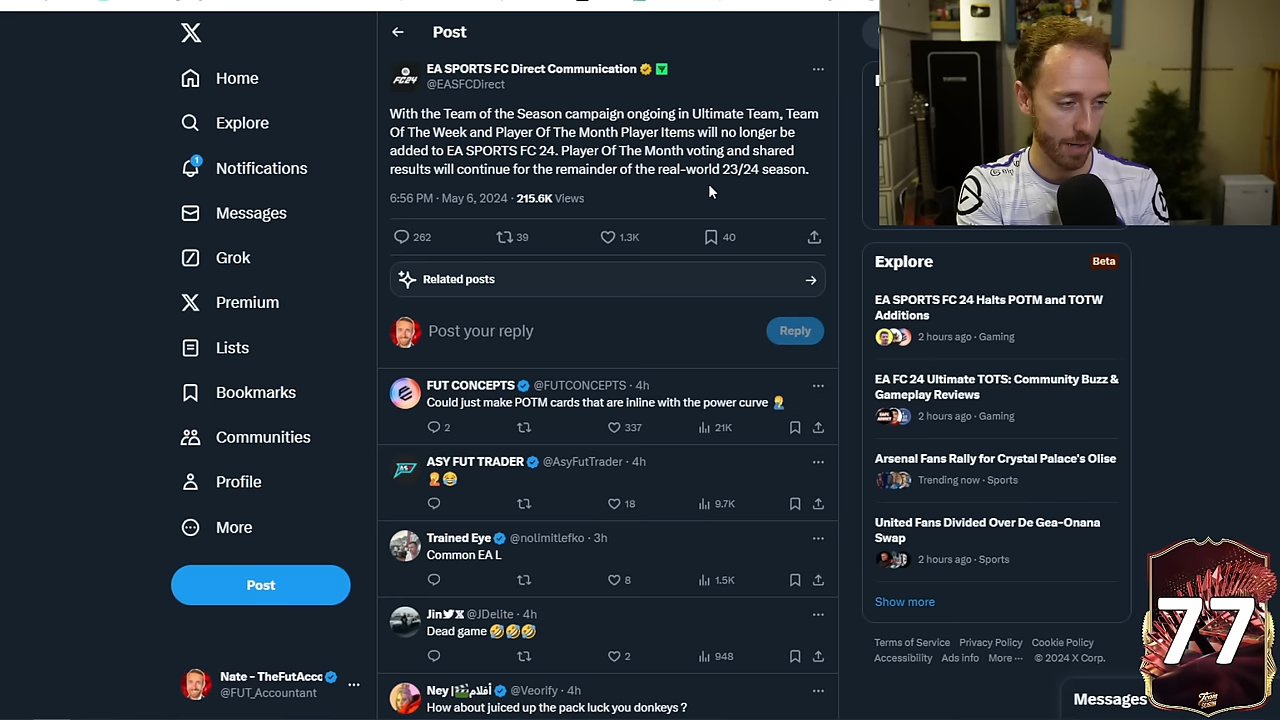 Post
Home
Explore
1
Notifications
Messages
Grok
Premium
Lists
Bookmarks
Communities
Profile
More
Post
Nate - TheFutAcco
@FUT_Accountant
EA SPORTS FC Direct Communication
@EASFCDirect
FC24
With the Team of the Season campaign ongoing in Ultimate Team, Team
Of The Week and Player Of The Month Player Items will no longer be
added to EA SPORTS FC 24. Player Of The Month voting and shared
results will continue for the remainder of the real-world 23/24 season.
6:56 PM · May 6, 2024 · 215.6K Views
262 39 1.3K 40
Related posts
Post your reply
Reply
FUT CONCEPTS @FUTCONCEPTS · 4h
Could just make POTM cards that are inline with the power curve 🤦‍♂️
2 337 21K
ASY FUT TRADER @AsyFutTrader · 4h
🤦‍♂️😂
18 9.7K
Trained Eye @nolimitlefko · 3h
Common EA L
8 1.5K
Jin @JDelite · 4h
Dead game 🤣🤣🤣
2 948
Ney @Veorify · 4h
How about juiced up the pack luck you donkeys ?
Explore
Beta
EA SPORTS FC 24 Halts POTM and TOTW
Additions
2 hours ago · Gaming
EA FC 24 Ultimate TOTS: Community Buzz &
Gameplay Reviews
2 hours ago · Gaming
Arsenal Fans Rally for Crystal Palace's Olise
Trending now · Sports
United Fans Divided Over De Gea-Onana
Swap
2 hours ago · Sports
Show more
Terms of Service Privacy Policy Cookie Policy
Accessibility Ads info More ··· © 2024 X Corp.
Messages
77